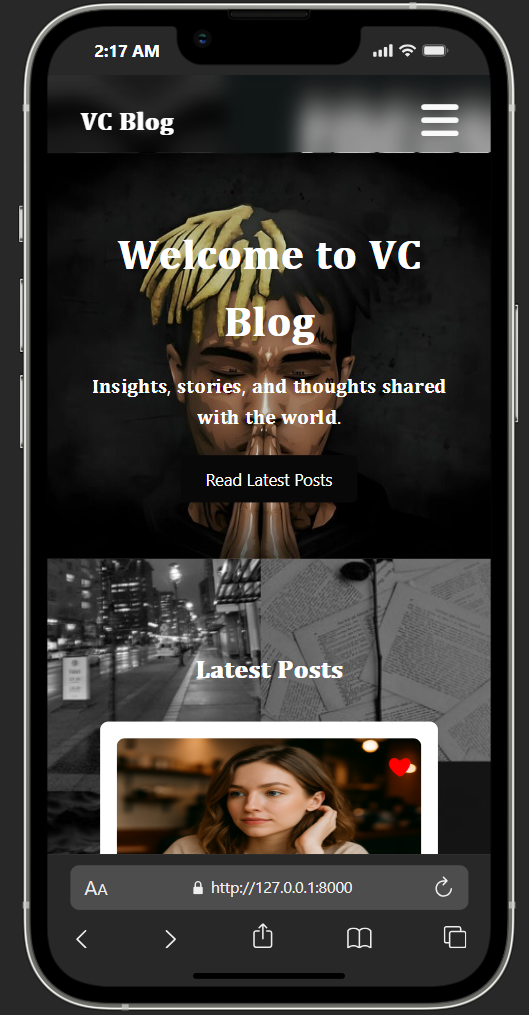 2:17 AM
VC Blog
Welcome to VC
Blog
Insights, stories, and thoughts shared
with the world.
Read Latest Posts
Latest Posts
AA
http://127.0.0.1:8000